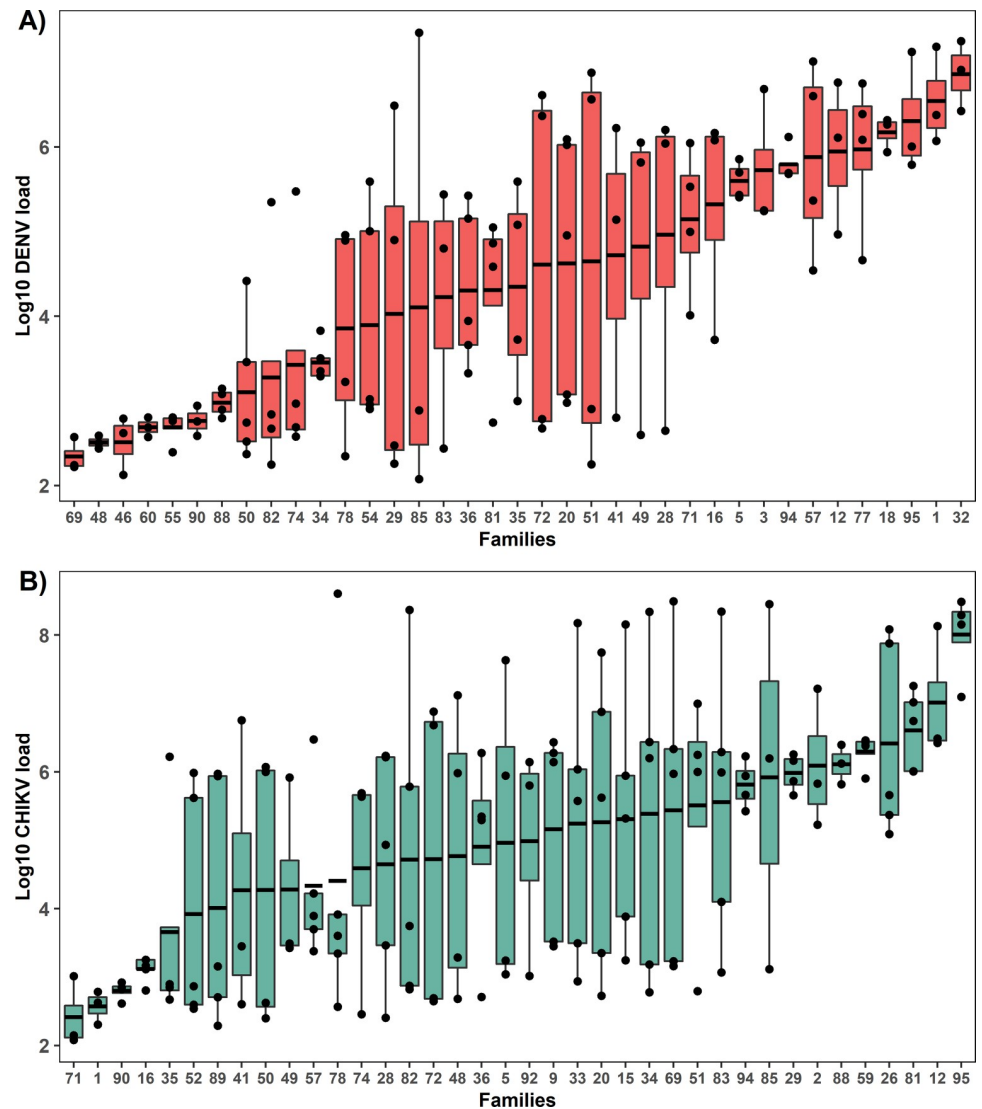 A)
Log10 DENV load
6
4
2
69 48 46 60 55 90 88 50 82 74 34 78 54 29 85 83 36 81 35 72 20 51 41 49 28 71 16 5 3 94 57 12 77 18 95 1 32
Families
B)
Log10 CHIKV load
8
6
4
2
71 1 90 16 35 52 89 41 50 49 57 78 74 28 82 72 48 36 5 92 9 33 20 15 34 69 51 83 94 85 29 2 88 59 26 81 12 95
Families